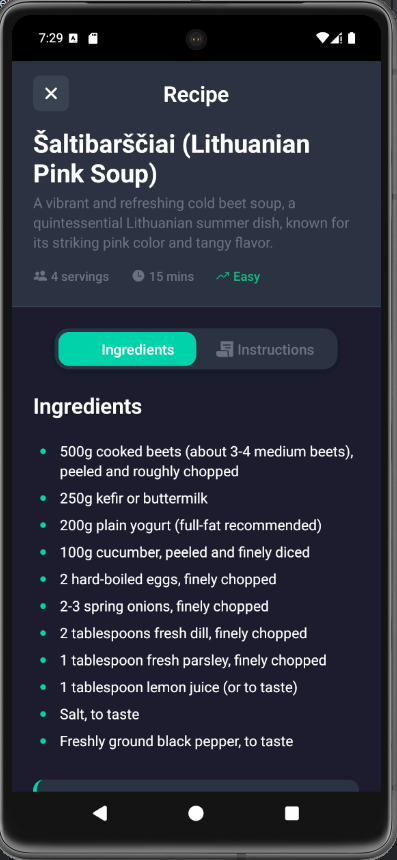 7:29
Recipe
Šaltibarščiai (Lithuanian
Pink Soup)
A vibrant and refreshing cold beet soup, a
quintessential Lithuanian summer dish, known for
its striking pink color and tangy flavor.
4 servings 15 mins Easy
Ingredients Instructions
Ingredients
500g cooked beets (about 3-4 medium beets),
peeled and roughly chopped
250g kefir or buttermilk
200g plain yogurt (full-fat recommended)
100g cucumber, peeled and finely diced
2 hard-boiled eggs, finely chopped
2-3 spring onions, finely chopped
2 tablespoons fresh dill, finely chopped
1 tablespoon fresh parsley, finely chopped
1 tablespoon lemon juice (or to taste)
Salt, to taste
Freshly ground black pepper, to taste